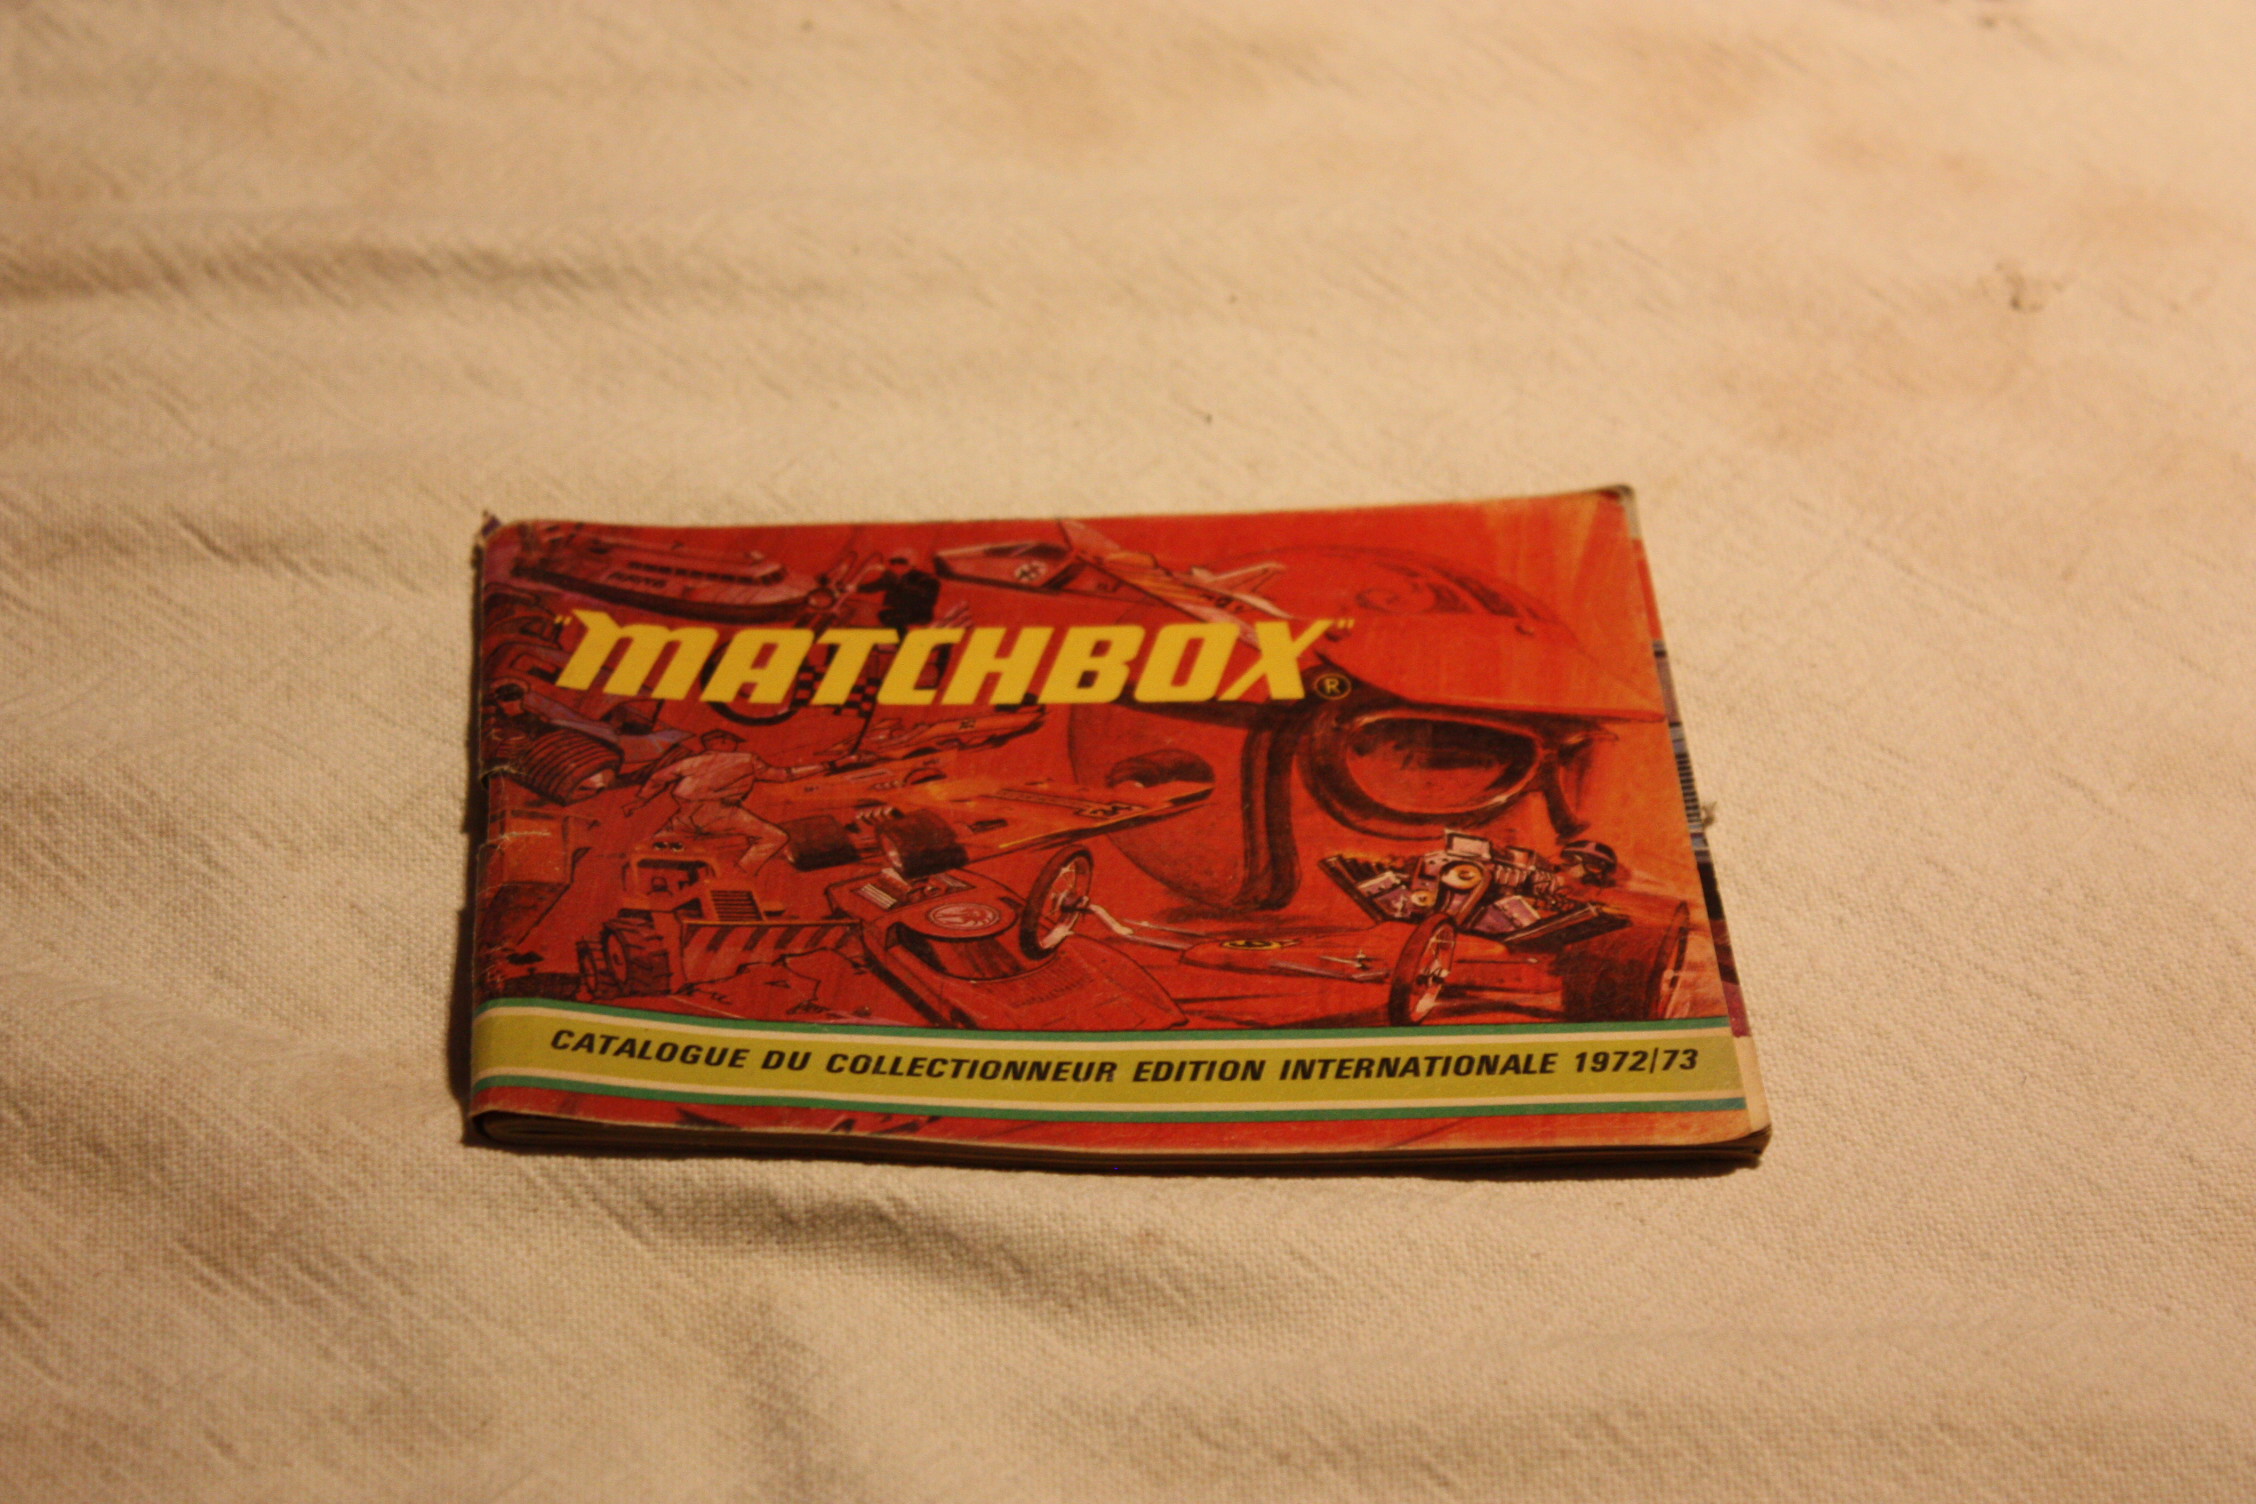 "MATCHBOX"®
CATALOGUE DU COLLECTIONNEUR EDITION INTERNATIONALE 1972/73